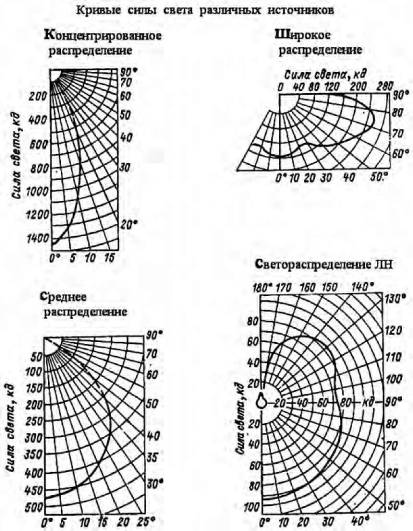 Кривые силы света различных источников
Концентрированное
распределение
90°
70
60
50
40
30
20°
200
400
600
800
1000
1200
1400
Сила света, кд
0° 5 10 15 18
Широкое
распределение
Сила света, кд
0 40 80 120 160 200 280
90°
80
70
60°
0° 10° 20 30 40 50°
Среднее
распределение
90°
70
60
50
40
35
30°
50
100
150
200
250
300
350
400
450
500
Сила света, кд
0° 5 10 15 20 25°
Светораспределение ЛН
180° 170 160 150 140°
130°
120
110
100
90°
80
70
60
50°
80
60
40
20
20
40
60
80
100
20 40 60 80 кд
Сила света, кд
0° 10 20 30 40°